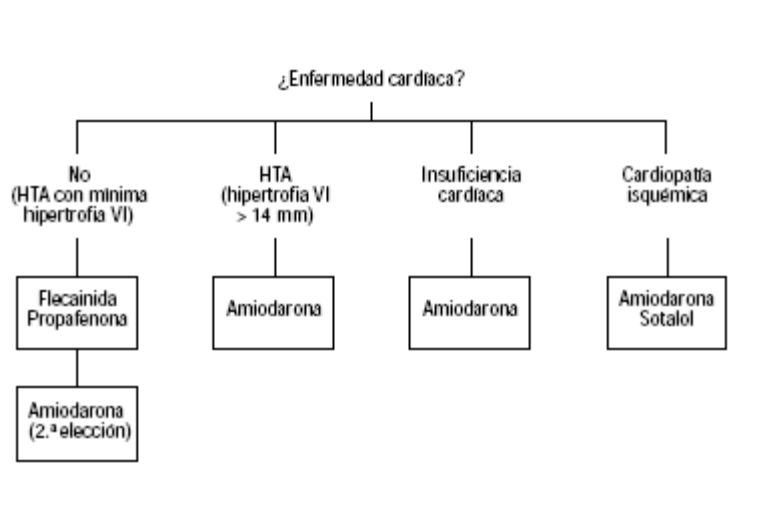 ¿Enfermedad cardíaca?
No
(HTA con mínima
hipertrofia VI)
HTA
(hipertrofia VI
> 14 mm)
Insuficiencia
cardíaca
Cardiopatía
isquémica
Flecainida
Propafenona
Amiodarona
Amiodarona
Amiodarona
Sotalol
Amiodarona
(2.ª elección)